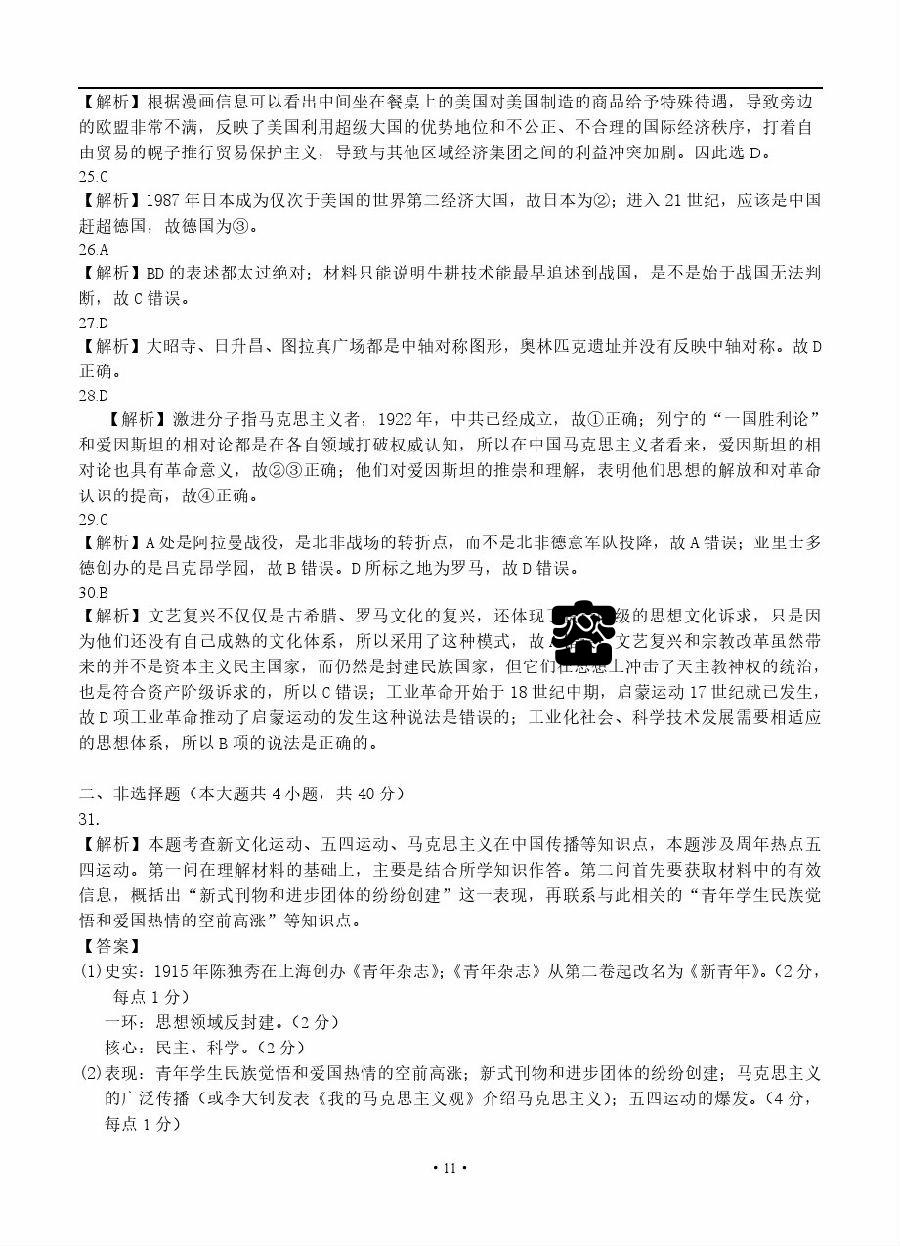 【解析】根据漫画信息可以看出中间坐在餐桌上的美国对美国制造的商品给予特殊待遇，导致旁边
的欧盟非常不满，反映了美国利用超级大国的优势地位和不公正、不合理的国际经济秩序，打着自
由贸易的幌子推行贸易保护主义，导致与其他区域经济集团之间的利益冲突加剧。因此选 D。
25.C
【解析】1987 年日本成为仅次于美国的世界第二经济大国，故日本为②；进入 21 世纪，应该是中国
赶超德国，故德国为③。
26.A
【解析】BD 的表述都太过绝对；材料只能说明牛耕技术能最早追述到战国，是不是始于战国无法判
断，故 C 错误。
27.D
【解析】大昭寺、日升昌、图拉真广场都是中轴对称图形，奥林匹克遗址并没有反映中轴对称。故 D
正确。
28.D
【解析】激进分子指马克思主义者，1922 年，中共已经成立，故①正确；列宁的“一国胜利论”
和爱因斯坦的相对论都是在各自领域打破权威认知，所以在中国马克思主义者看来，爱因斯坦的相
对论也具有革命意义，故②③正确；他们对爱因斯坦的推崇和理解，表明他们思想的解放和对革命
认识的提高，故④正确。
29.C
【解析】A 处是阿拉曼战役，是北非战场的转折点，而不是北非德意军队投降，故 A 错误；亚里士多
德创办的是吕克昂学园，故 B 错误。D 所标之地为罗马，故 D 错误。
30.B
【解析】文艺复兴不仅仅是古希腊、罗马文化的复兴，还体现 级的思想文化诉求，只是因
为他们还没有自己成熟的文化体系，所以采用了这种模式，故 文艺复兴和宗教改革虽然带
来的并不是资本主义民主国家，而仍然是封建民族国家，但它们在思想上冲击了天主教神权的统治，
也是符合资产阶级诉求的，所以 C 错误；工业革命开始于 18 世纪中期，启蒙运动 17 世纪就已发生，
故 D 项工业革命推动了启蒙运动的发生这种说法是错误的；工业化社会、科学技术发展需要相适应
的思想体系，所以 B 项的说法是正确的。
二、非选择题（本大题共 4 小题，共 40 分）
31.
【解析】本题考查新文化运动、五四运动、马克思主义在中国传播等知识点，本题涉及周年热点五
四运动。第一问在理解材料的基础上，主要是结合所学知识作答。第二问首先要获取材料中的有效
信息，概括出“新式刊物和进步团体的纷纷创建”这一表现，再联系与此相关的“青年学生民族觉
悟和爱国热情的空前高涨”等知识点。
【答案】
(1)史实：1915 年陈独秀在上海创办《青年杂志》；《青年杂志》从第二卷起改名为《新青年》。（2 分，
每点 1 分）
一环：思想领域反封建。（2 分）
核心：民主、科学。（2 分）
(2)表现：青年学生民族觉悟和爱国热情的空前高涨；新式刊物和进步团体的纷纷创建；马克思主义
的广泛传播（或李大钊发表《我的马克思主义观》介绍马克思主义）；五四运动的爆发。（4 分，
每点 1 分）
·11·